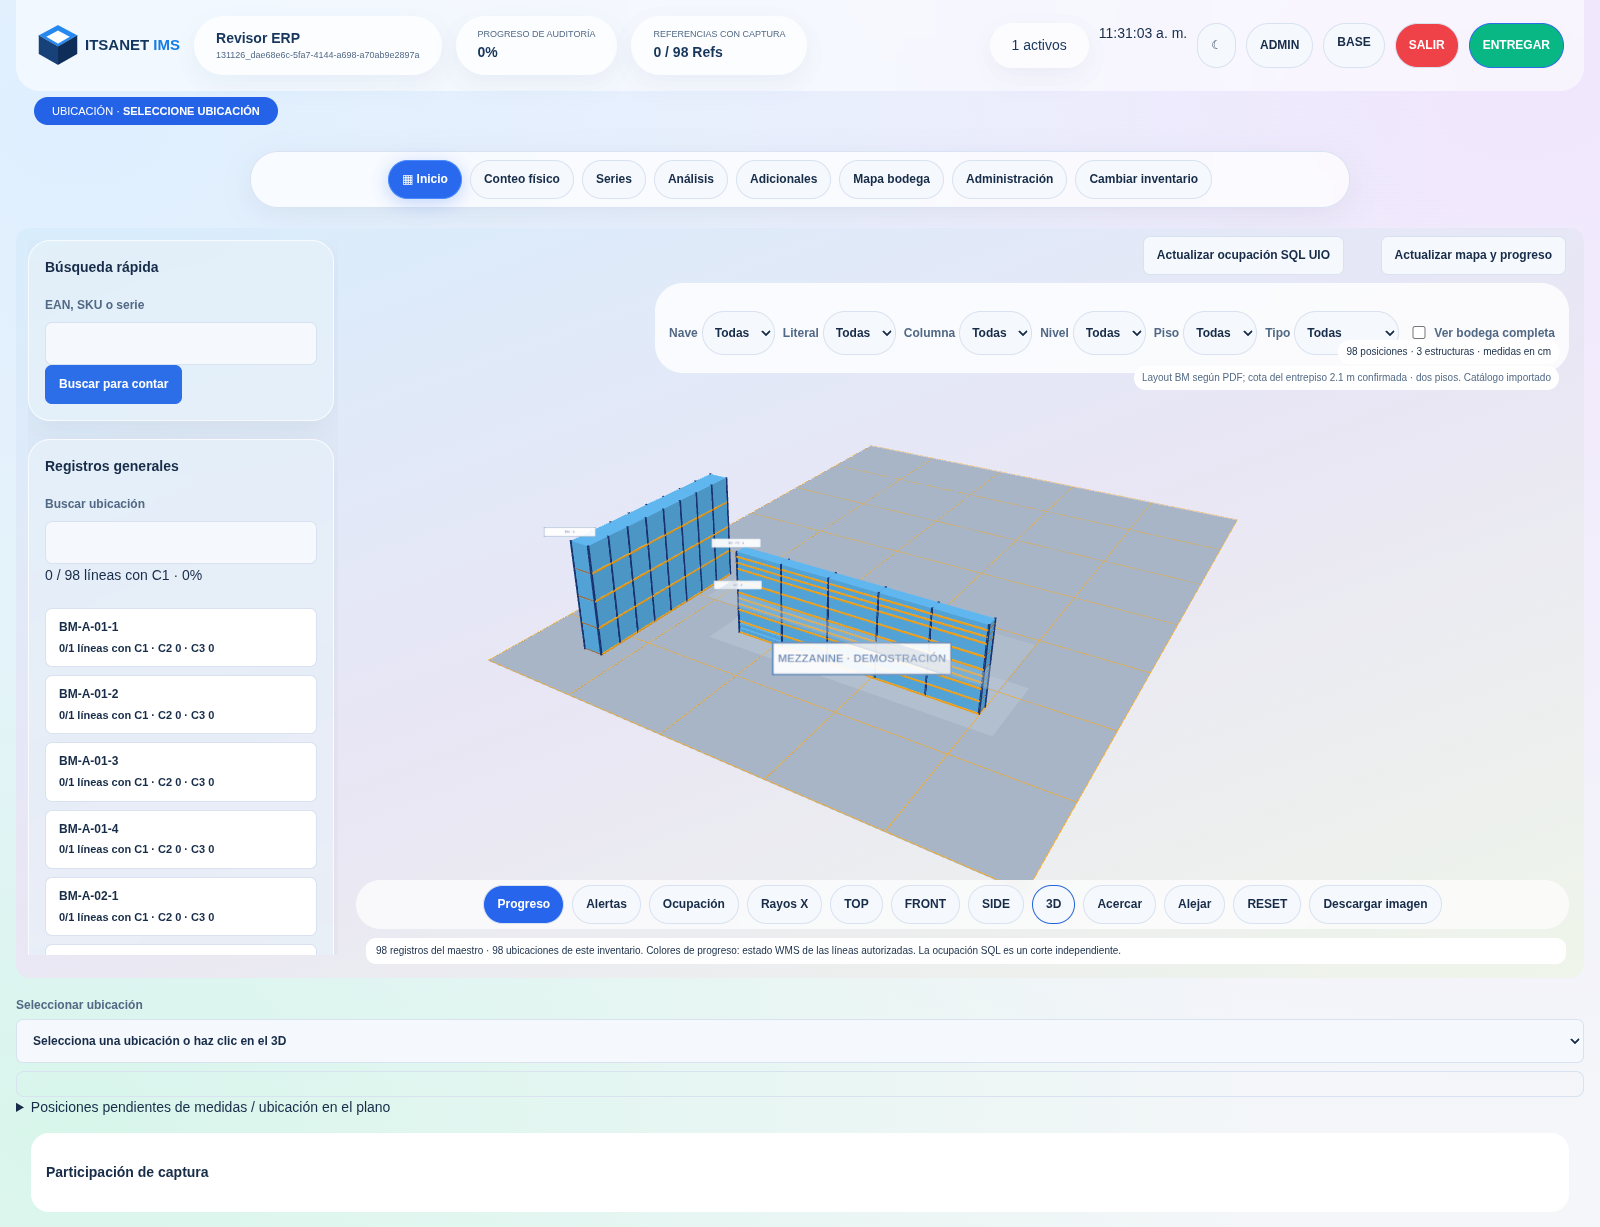 ITSANET IMS
Revisor ERP
131126_dae68e6c-5fa7-4144-a698-a70ab9e2897a
PROGRESO DE AUDITORÍA
0%
REFERENCIAS CON CAPTURA
0 / 98 Refs
1 activos
11:31:03 a. m.
☾
ADMIN
BASE
SALIR
ENTREGAR
UBICACIÓN · SELECCIONE UBICACIÓN
▦ Inicio
Conteo físico
Series
Análisis
Adicionales
Mapa bodega
Administración
Cambiar inventario
Búsqueda rápida
EAN, SKU o serie
Buscar para contar
Registros generales
Buscar ubicación
0 / 98 líneas con C1 · 0%
BM-A-01-1
0/1 líneas con C1 · C2 0 · C3 0
BM-A-01-2
0/1 líneas con C1 · C2 0 · C3 0
BM-A-01-3
0/1 líneas con C1 · C2 0 · C3 0
BM-A-01-4
0/1 líneas con C1 · C2 0 · C3 0
BM-A-02-1
0/1 líneas con C1 · C2 0 · C3 0
Actualizar ocupación SQL UIO
Actualizar mapa y progreso
Nave Todas Literal Todas Columna Todas Nivel Todas Piso Todas Tipo Todas Ver bodega completa
98 posiciones · 3 estructuras · medidas en cm
Layout BM según PDF; cota del entrepiso 2.1 m confirmada · dos pisos. Catálogo importado
MEZZANINE · DEMOSTRACIÓN
Progreso
Alertas
Ocupación
Rayos X
TOP
FRONT
SIDE
3D
Acercar
Alejar
RESET
Descargar imagen
98 registros del maestro · 98 ubicaciones de este inventario. Colores de progreso: estado WMS de las líneas autorizadas. La ocupación SQL es un corte independiente.
Seleccionar ubicación
Selecciona una ubicación o haz clic en el 3D
Posiciones pendientes de medidas / ubicación en el plano
Participación de captura